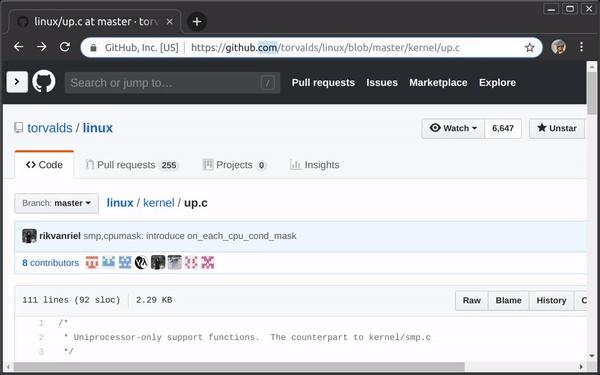 linux/up.c at master · torv
GitHub, Inc. [US] https://github.com/torvalds/linux/blob/master/kernel/up.c
Search or jump to… / Pull requests Issues Marketplace Explore
torvalds / linux Watch 6,647 Unstar
Code Pull requests 255 Projects 0 Insights
Branch: master linux / kernel / up.c
rikvanriel smp,cpumask: introduce on_each_cpu_cond_mask
8 contributors
111 lines (92 sloc) 2.29 KB Raw Blame History
1 /*
2 * Uniprocessor-only support functions. The counterpart to kernel/smp.c
3 */